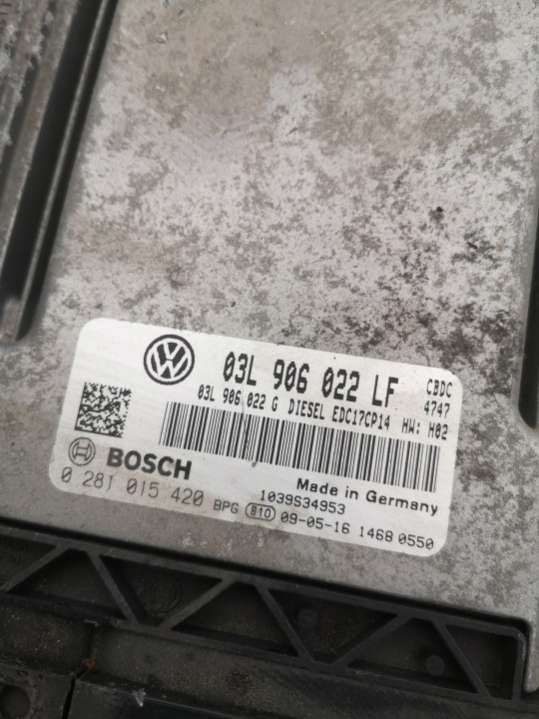 03L 906 022 LF CBDC
03L 906 022 G DIESEL EDC17CP14 HW: H02 4747
BOSCH
Made in Germany
0 281 015 420
1039S34953
BPG B10 09-05-16 1468 0550